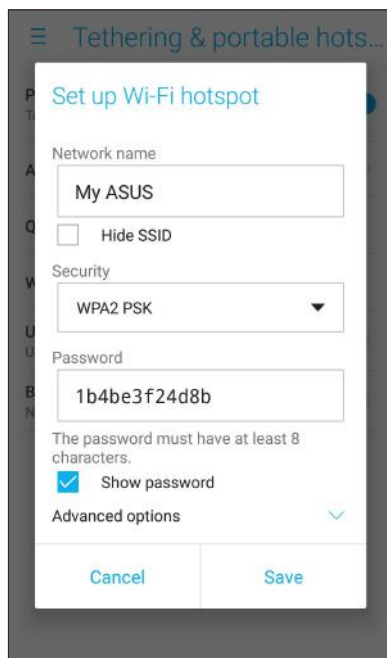 Tethering & portable hots...
Set up Wi-Fi hotspot
Network name
My ASUS
Hide SSID
Security
WPA2 PSK
Password
1b4be3f24d8b
The password must have at least 8
characters.
Show password
Advanced options
Cancel
Save